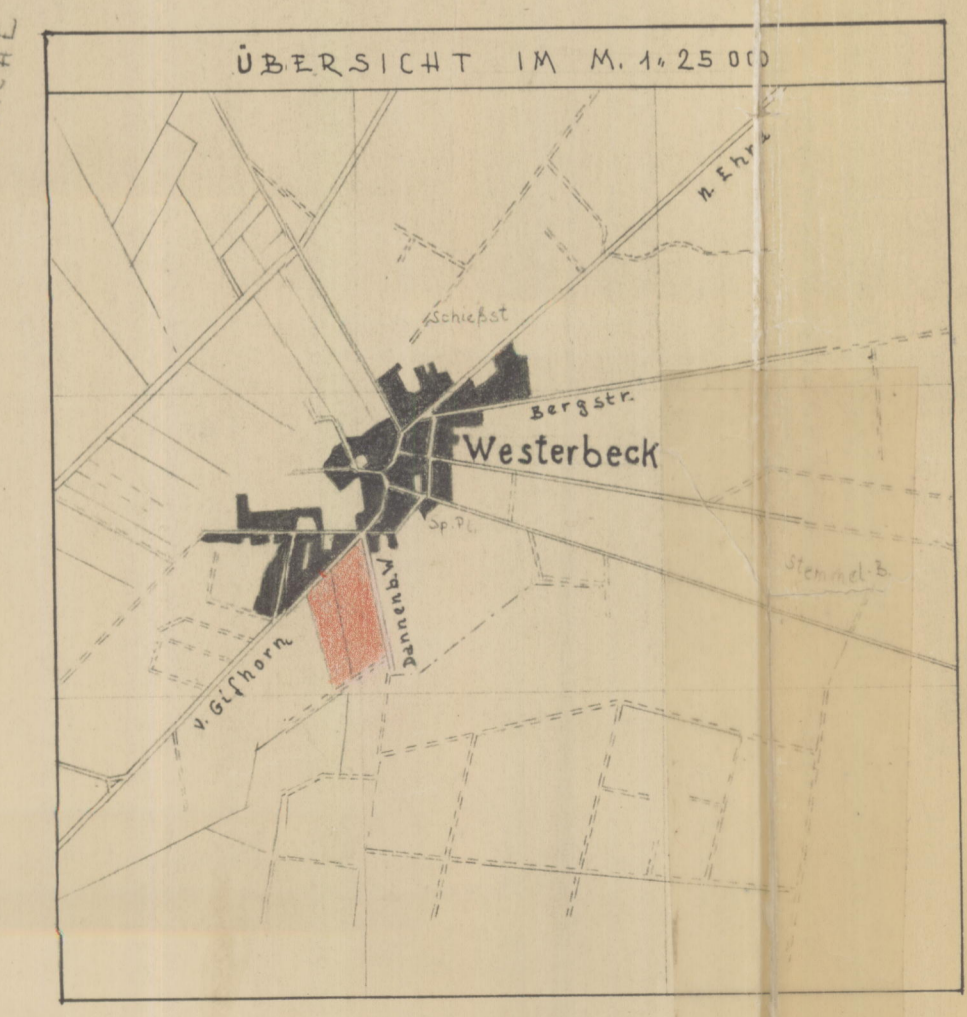 ÜBERSICHT IM M. 1:25000
n. Ehra
Schießst
Bergstr.
Westerbeck
Sp. Pl.
Stemmel-B.
Dannenb. W.
v. Gifhorn